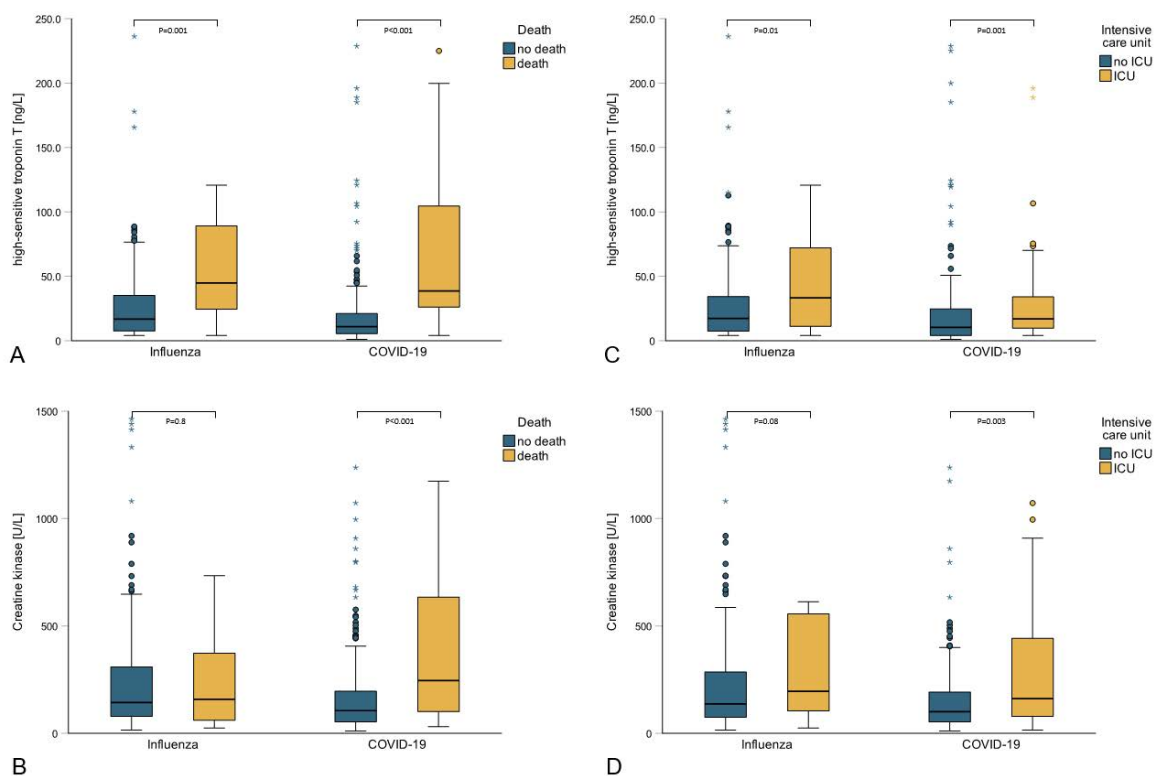 250.0
200.0
150.0
100.0
50.0
0
high-sensitive troponin T [ng/L]
P=0.001
P<0.001
Death
no death
death
Influenza
COVID-19
A
250.0
200.0
150.0
100.0
50.0
0
high-sensitive troponin T [ng/L]
P=0.01
P=0.001
Intensive
care unit
no ICU
ICU
Influenza
COVID-19
C
1500
1000
500
0
Creatine kinase [U/L]
P=0.8
P<0.001
Death
no death
death
Influenza
COVID-19
B
1500
1000
500
0
Creatine kinase [U/L]
P=0.08
P=0.003
Intensive
care unit
no ICU
ICU
Influenza
COVID-19
D